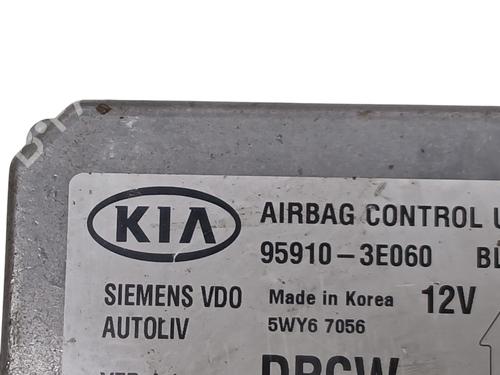 KIA
AIRBAG CONTROL
95910-3E060
SIEMENS VDO
Made in Korea
12V
AUTOLIV
5WY6 7056